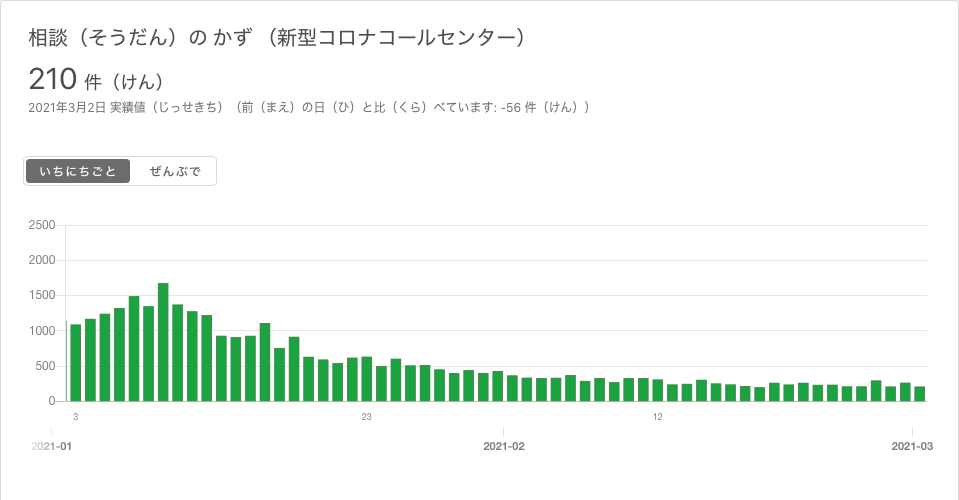 相談（そうだん）の かず （新型コロナコールセンター）
210 件（けん）
2021年3月2日 実績値（じっせきち）（前（まえ）の日（ひ）と比（くら）べています: -56 件（けん））
いちにちごと ぜんぶで
2500
2000
1500
1000
500
0
3 23 12
2021-01 2021-02 2021-03